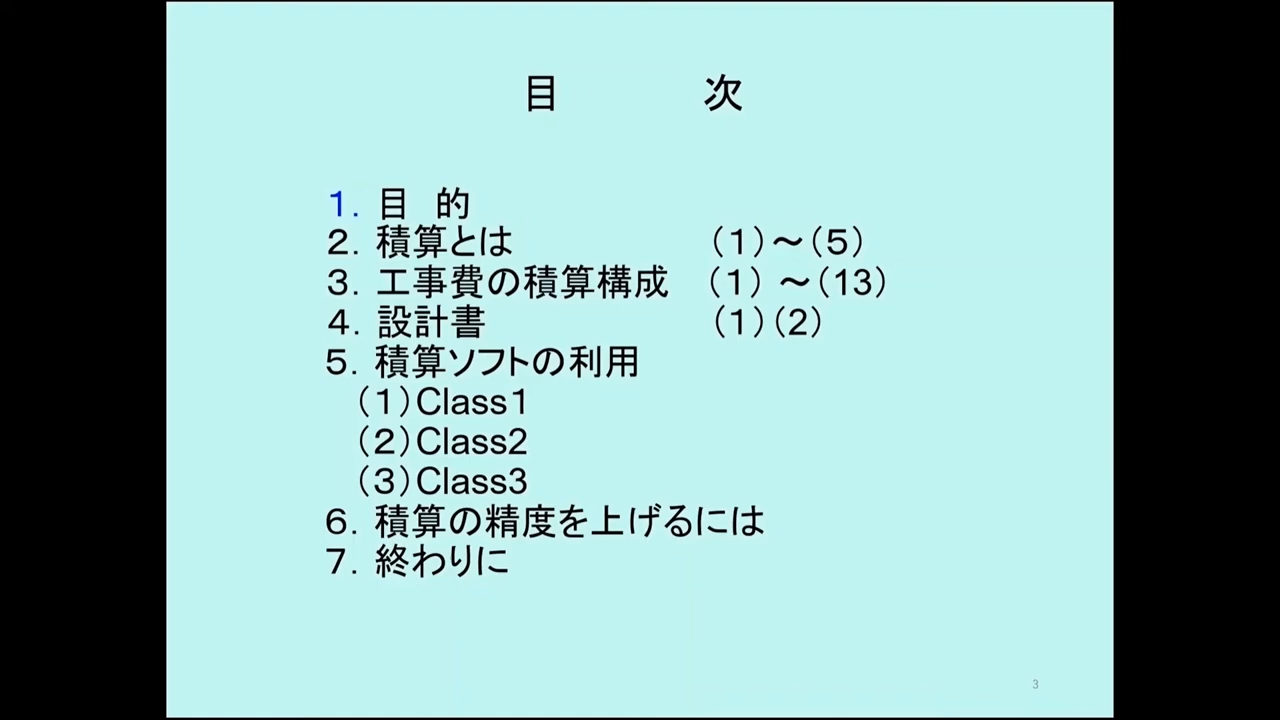 目　次
１．目　的
２．積算とは　（１）～（５）
３．工事費の積算構成　（１）～（13）
４．設計書　（１）（２）
５．積算ソフトの利用
（１）Class1
（２）Class2
（３）Class3
６．積算の精度を上げるには
７．終わりに
3